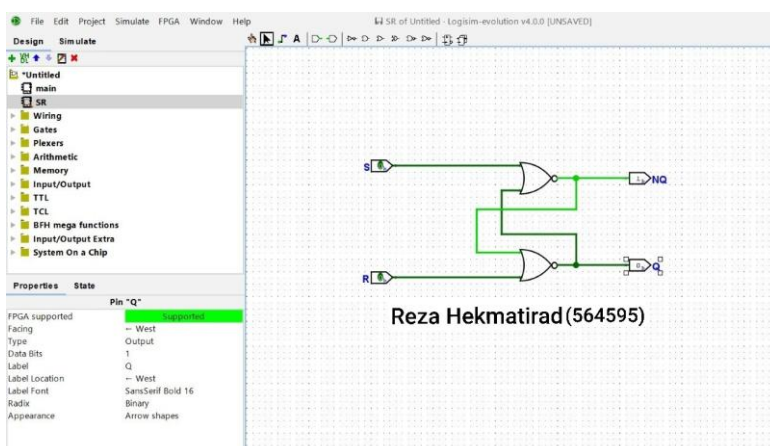 File Edit Project Simulate FPGA Window Help
SR of Untitled · Logisim-evolution v4.0.0 [UNSAVED]
Design Simulate
A
*Untitled
main
SR
Wiring
Gates
Plexers
Arithmetic
Memory
Input/Output
TTL
TCL
BFH mega functions
Input/Output Extra
System On a Chip
Properties State
Pin "Q"
FPGA supported Supported
Facing ← West
Type Output
Data Bits 1
Label Q
Label Location ← West
Label Font SansSerif Bold 16
Radix Binary
Appearance Arrow shapes
S
NQ
R
Q
Reza Hekmatirad(564595)